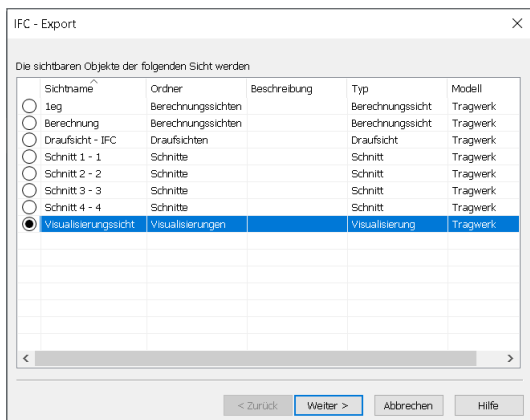 IFC - Export
Die sichtbaren Objekte der folgenden Sicht werden
Sichtname Ordner Beschreibung Typ Modell
1eg Berechnungssichten Berechnungssicht Tragwerk
Berechnung Berechnungssichten Berechnungssicht Tragwerk
Draufsicht - IFC Draufsichten Draufsicht Tragwerk
Schnitt 1 - 1 Schnitte Schnitt Tragwerk
Schnitt 2 - 2 Schnitte Schnitt Tragwerk
Schnitt 3 - 3 Schnitte Schnitt Tragwerk
Schnitt 4 - 4 Schnitte Schnitt Tragwerk
Visualisierungssicht Visualisierungen Visualisierung Tragwerk
< Zurück Weiter > Abbrechen Hilfe